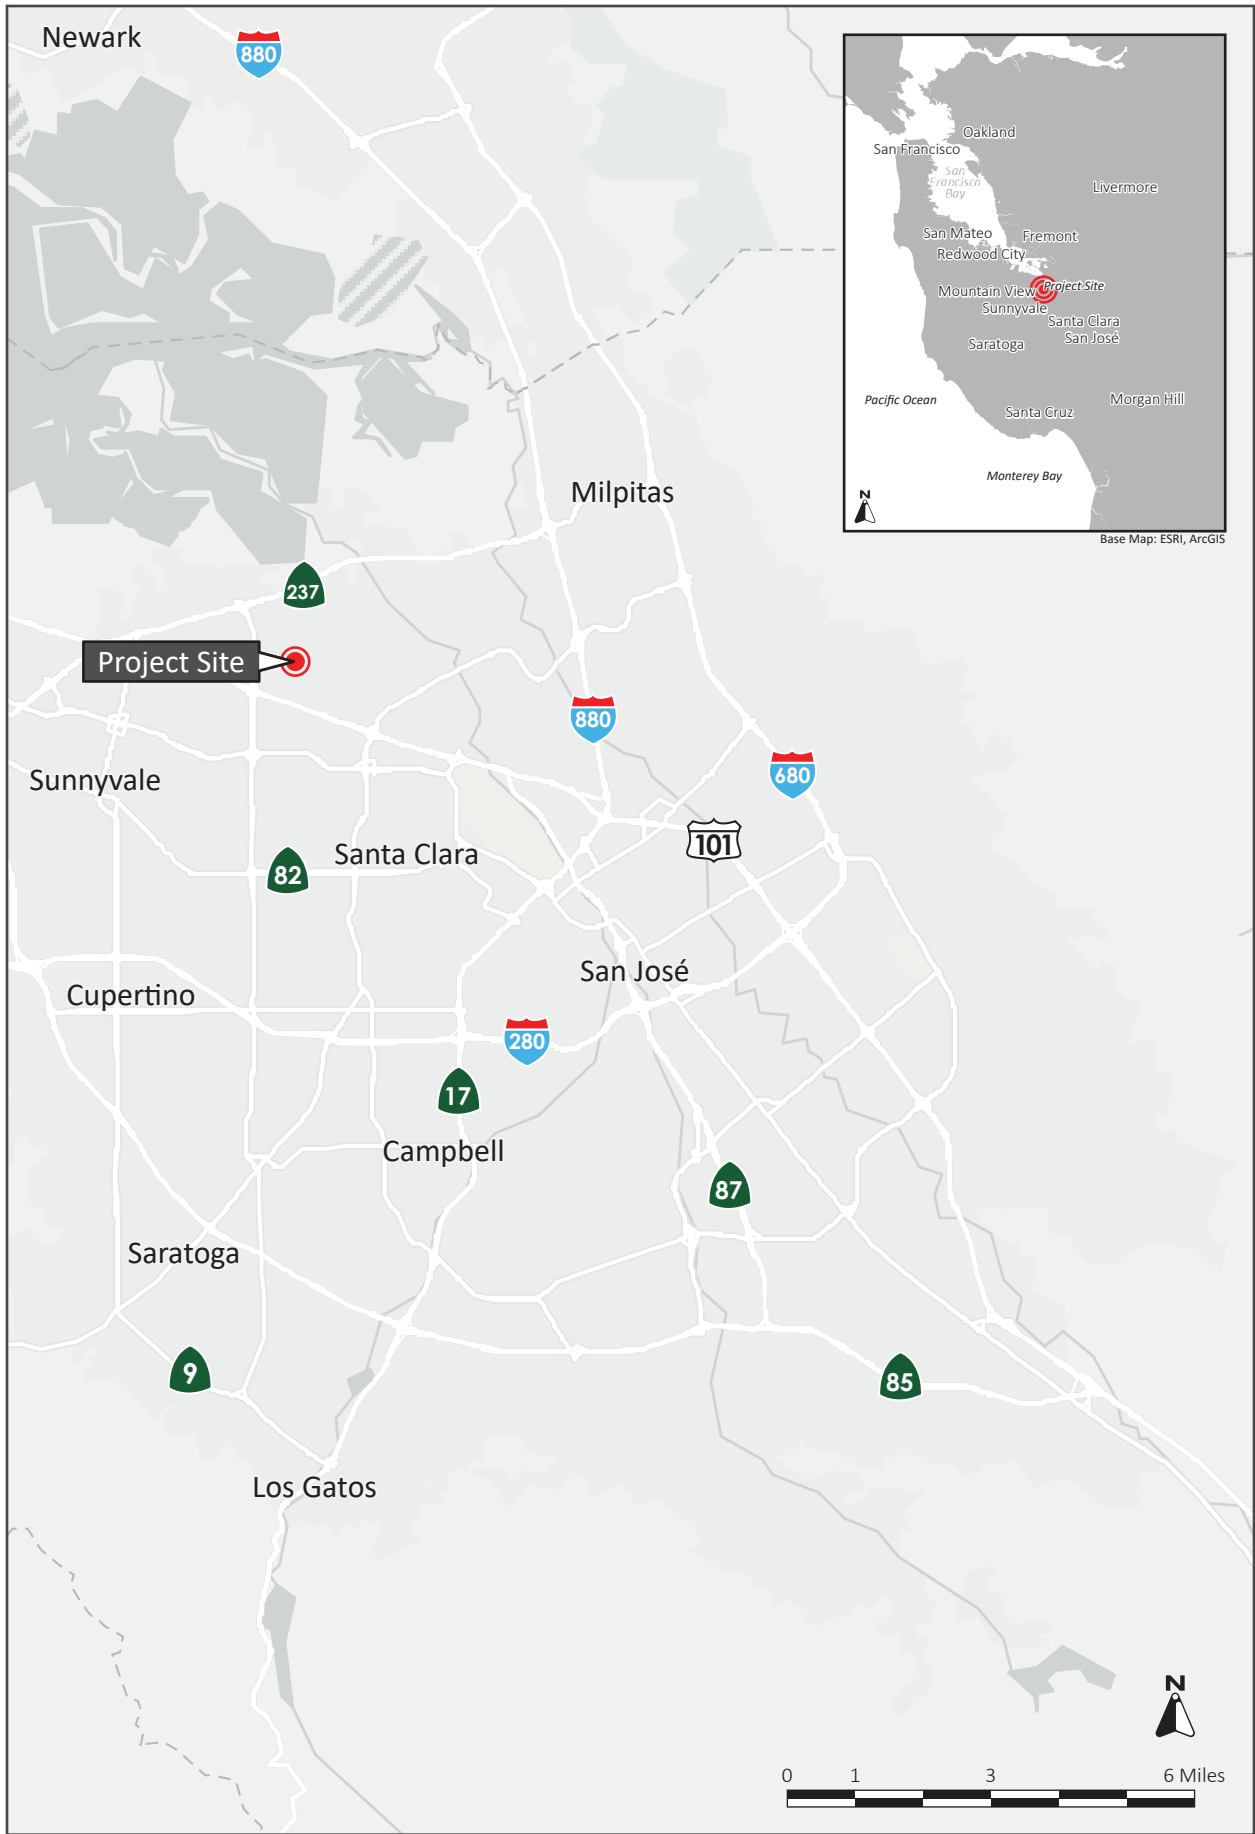 Newark
880
Oakland
San Francisco
San
Francisco
Bay
Livermore
San Mateo
Fremont
Redwood City
Project Site
Mountain View
Sunnyvale
Santa Clara
San José
Saratoga
Pacific Ocean
Morgan Hill
Santa Cruz
Monterey Bay
N
Base Map: ESRI, ArcGIS
Milpitas
237
Project Site
880
680
Sunnyvale
101
Santa Clara
82
San José
Cupertino
280
17
Campbell
87
Saratoga
9
85
Los Gatos
N
0 1 3 6 Miles